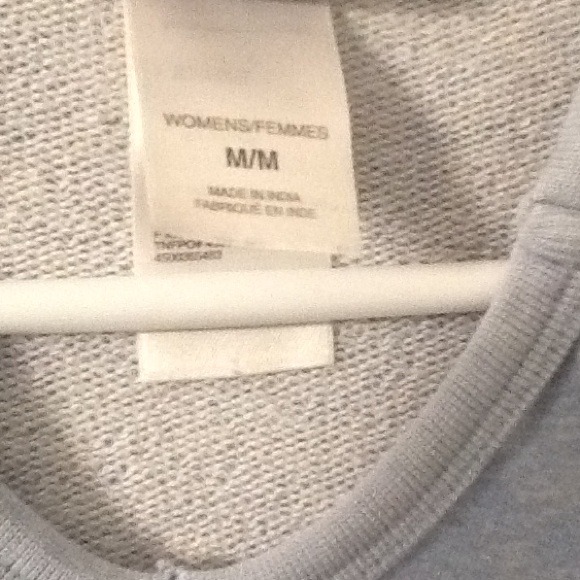 WOMENS/FEMMES
M/M
MADE IN INDIA
FABRIQUÉ EN INDE